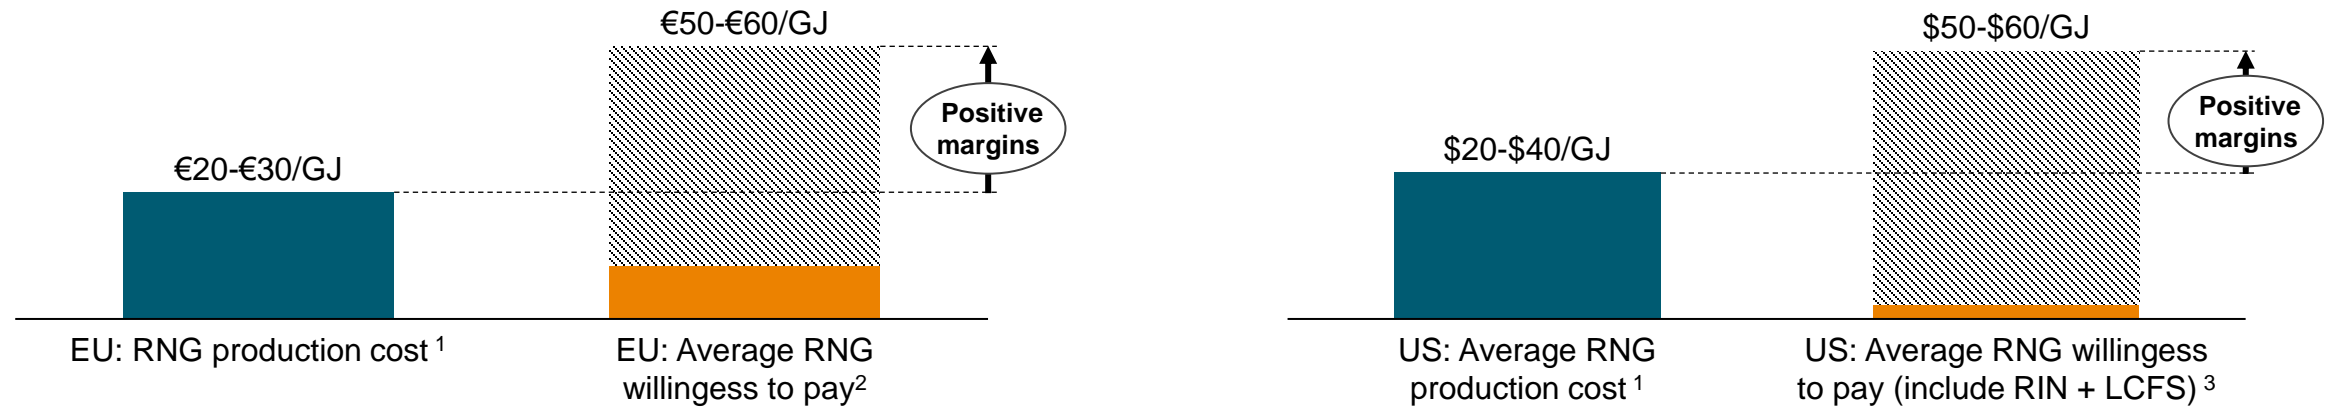 €50-€60/GJ
Positive
margins
€20-€30/GJ
EU: RNG production cost 1
EU: Average RNG
willingess to pay2
$50-$60/GJ
Positive
margins
$20-$40/GJ
US: Average RNG
production cost 1
US: Average RNG willingess
to pay (include RIN + LCFS) 3